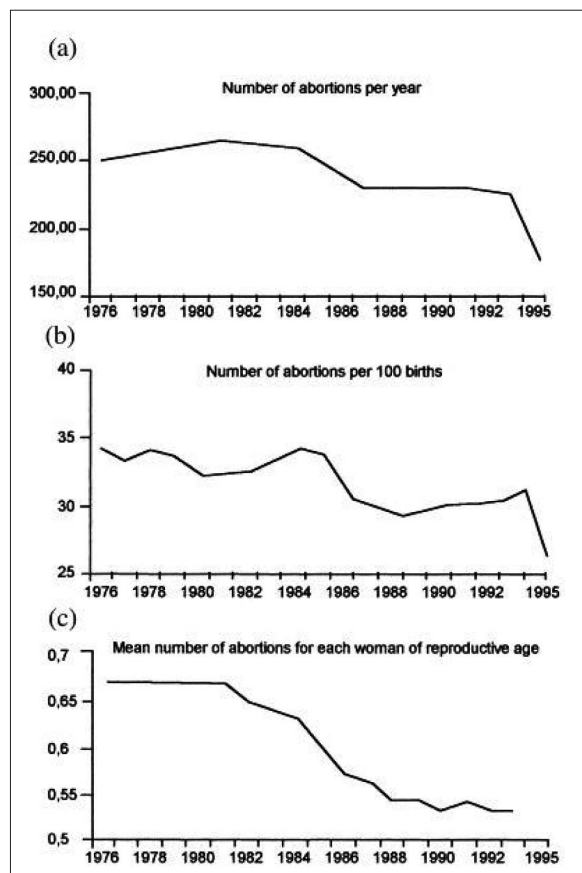 (a)
Number of abortions per year
300,00
250,00
200,00
150,00
1976 1978 1980 1982 1984 1986 1988 1990 1992 1995
(b)
Number of abortions per 100 births
40
35
30
25
1976 1978 1980 1982 1984 1986 1988 1990 1992 1995
(c)
Mean number of abortions for each woman of reproductive age
0,7
0,65
0,6
0,55
0,5
1976 1978 1980 1982 1984 1986 1988 1990 1992 1995